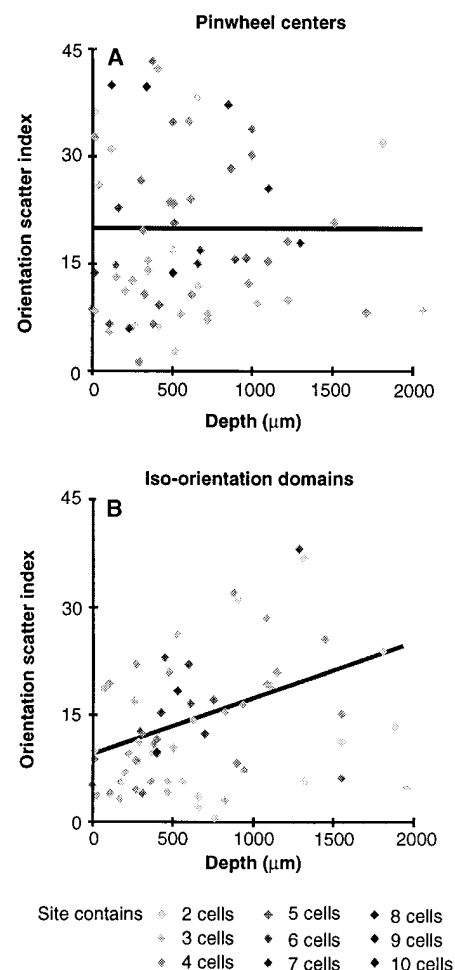 Pinwheel centers
A
45
30
15
0
Orientation scatter index
0 500 1000 1500 2000
Depth (μm)
Iso-orientation domains
B
45
30
15
0
Orientation scatter index
0 500 1000 1500 2000
Depth (μm)
Site contains 2 cells 5 cells 8 cells
3 cells 6 cells 9 cells
4 cells 7 cells 10 cells